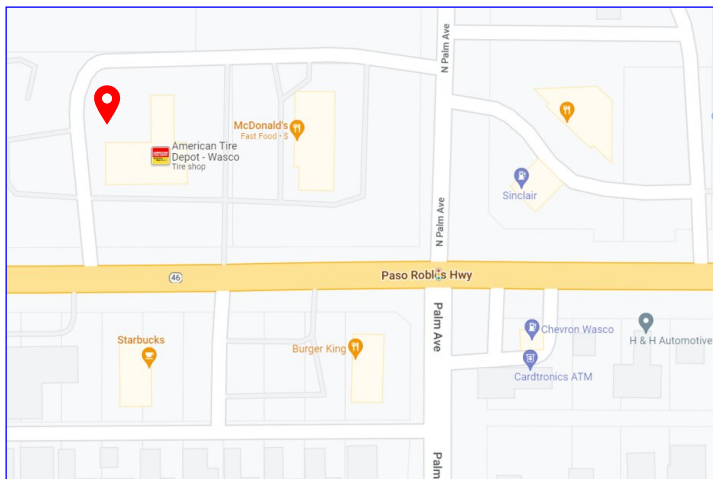 N Palm Ave
McDonald's
Fast Food • $
American Tire
Depot - Wasco
Tire shop
Sinclair
N Palm Ave
46
Paso Robles Hwy
Palm Ave
Starbucks
Burger King
Chevron Wasco
H & H Automotive
Cardtronics ATM
Palm